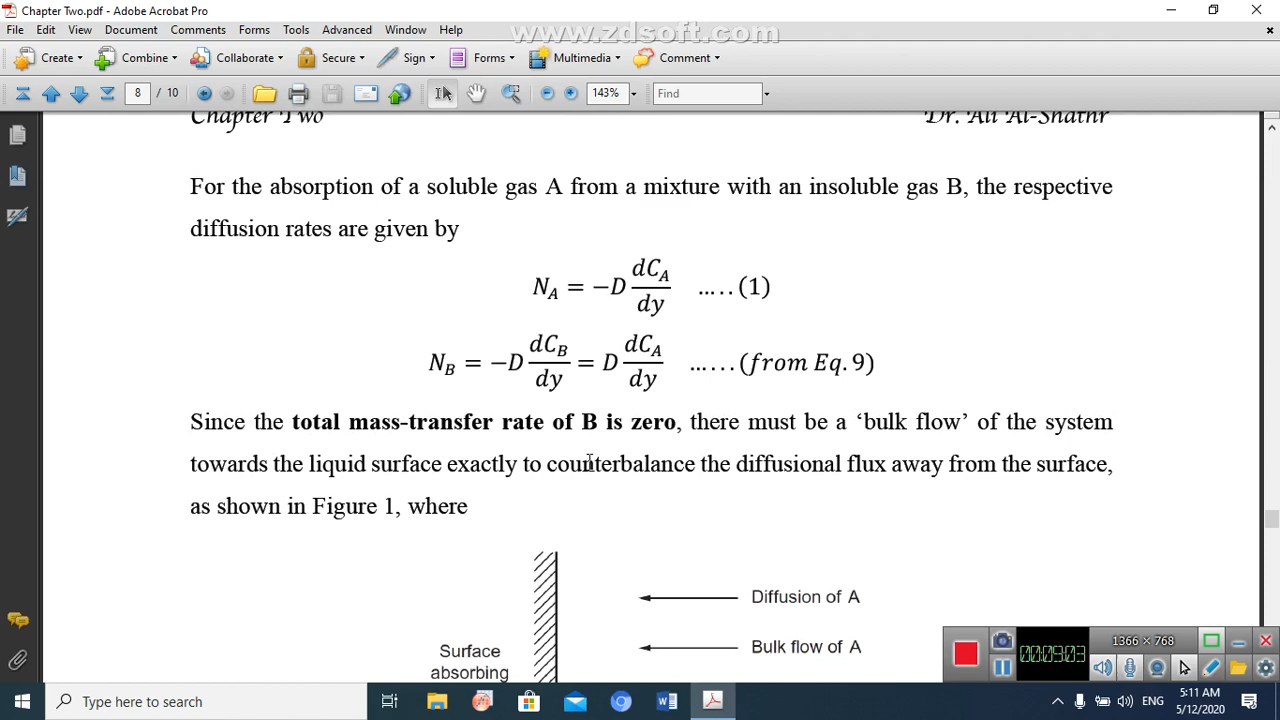 Chapter Two.pdf - Adobe Acrobat Pro
File Edit View Document Comments Forms Tools Advanced Window Help
www.zdsoft.com
Create Combine Collaborate Secure Sign Forms Multimedia Comment
8 / 10 143% Find
Chapter Two Dr. Ali Al-Shathr
For the absorption of a soluble gas A from a mixture with an insoluble gas B, the respective
diffusion rates are given by
N_A = −D dC_A/dy …..(1)
N_B = −D dC_B/dy = D dC_A/dy ……(from Eq.9)
Since the total mass-transfer rate of B is zero, there must be a ‘bulk flow’ of the system
towards the liquid surface exactly to counterbalance the diffusional flux away from the surface,
as shown in Figure 1, where
Diffusion of A
Bulk flow of A
Surface
absorbing
1366 × 768
00:09:03
Type here to search
ENG
5:11 AM
5/12/2020